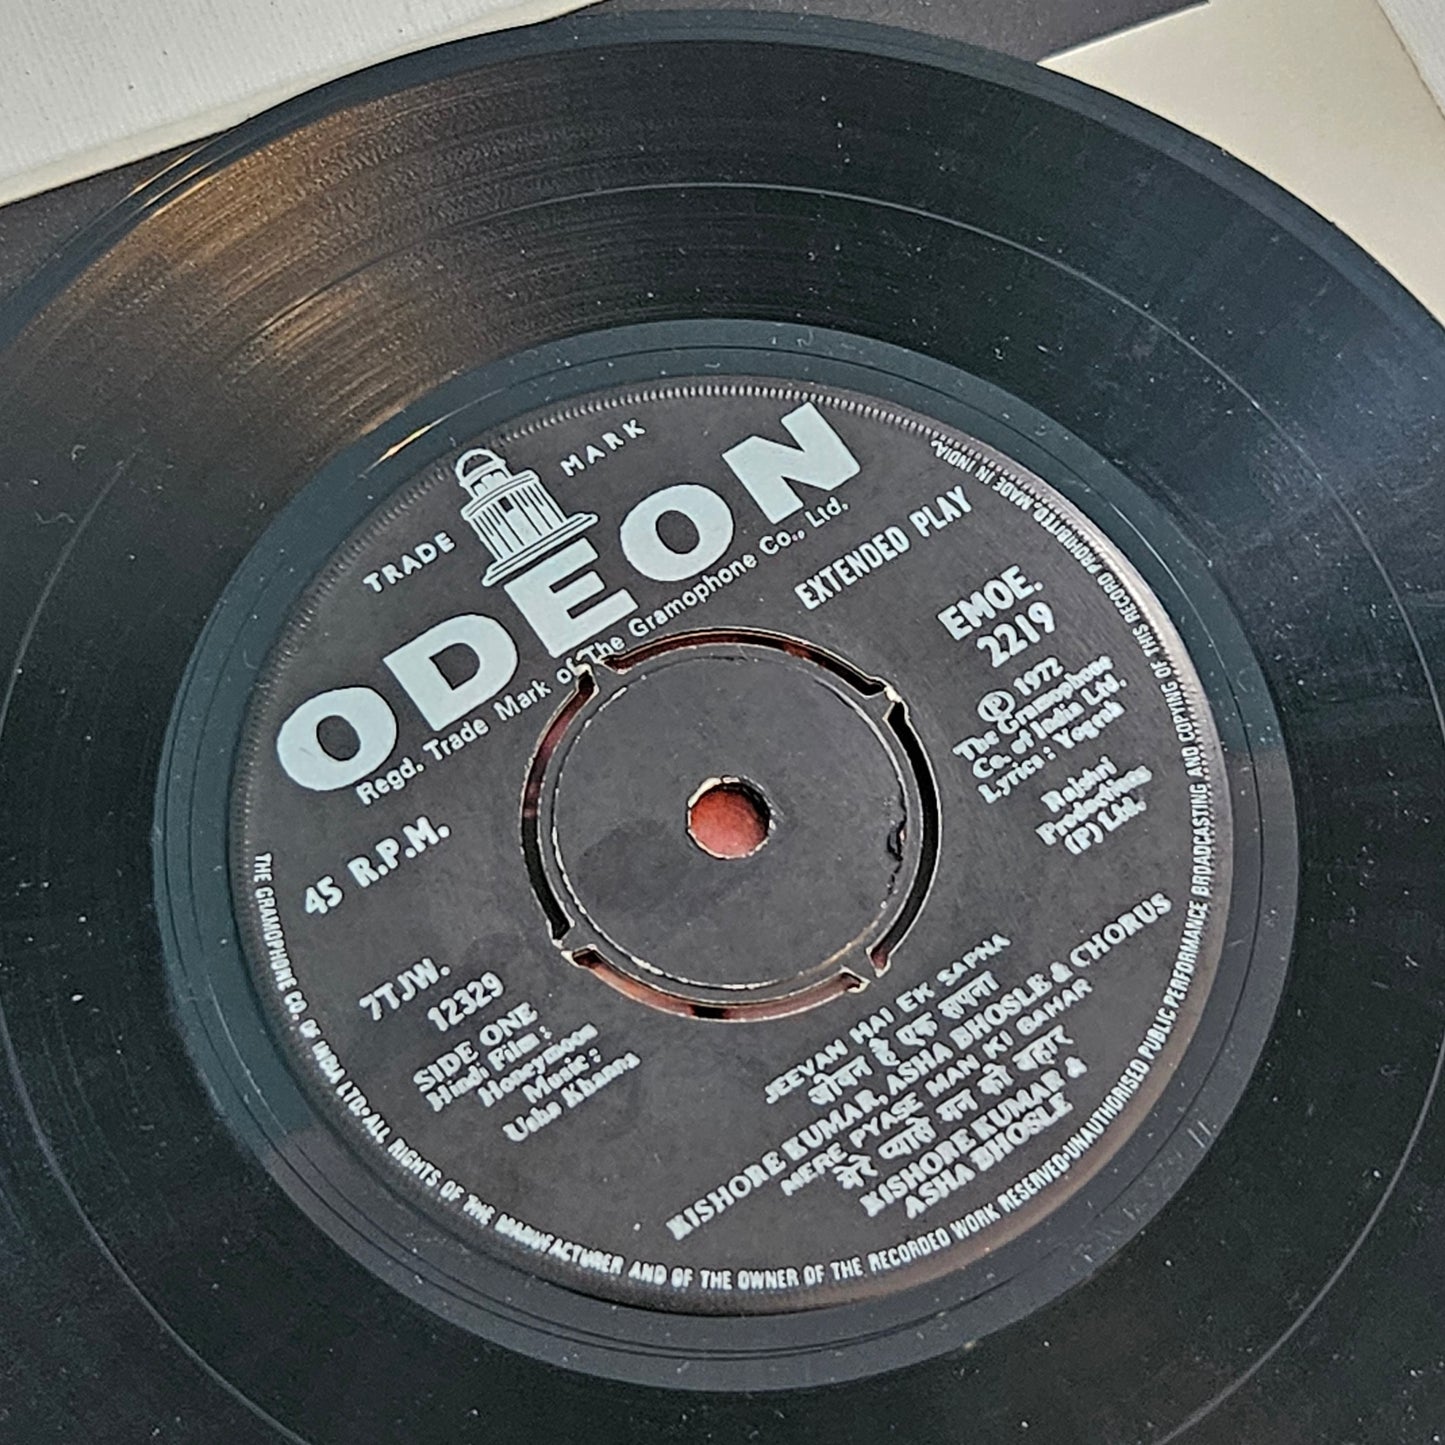 TRADE MARK
ODEON
Regd. Trade Mark of The Gramophone Co., Ltd.
EXTENDED PLAY
45 R.P.M.
EMOE.
2219
Ⓟ 1972
The Gramophone
Co. of India Ltd.
Lyrics : Yogesh
Rajshri
Productions
(P) Ltd.
7TJW.
12329
SIDE ONE
Hindi Film :
Honeymoon
Music :
Usha Khanna
JEEVAN HAI EK SAPNA
जीवन है एक सपना
KISHORE KUMAR, ASHA BHOSLE & CHORUS
MERE PYASE MAN KI BAHAR
मेरे प्यासे मन की बहार
KISHORE KUMAR &
ASHA BHOSLE
THE GRAMOPHONE CO., OF INDIA LTD•ALL RIGHTS OF THE MANUFACTURER AND OF THE OWNER OF THE RECORDED WORK RESERVED•UNAUTHORISED PUBLIC PERFORMANCE BROADCASTING AND COPYING OF THIS RECORD PROHIBITED.MADE IN INDIA